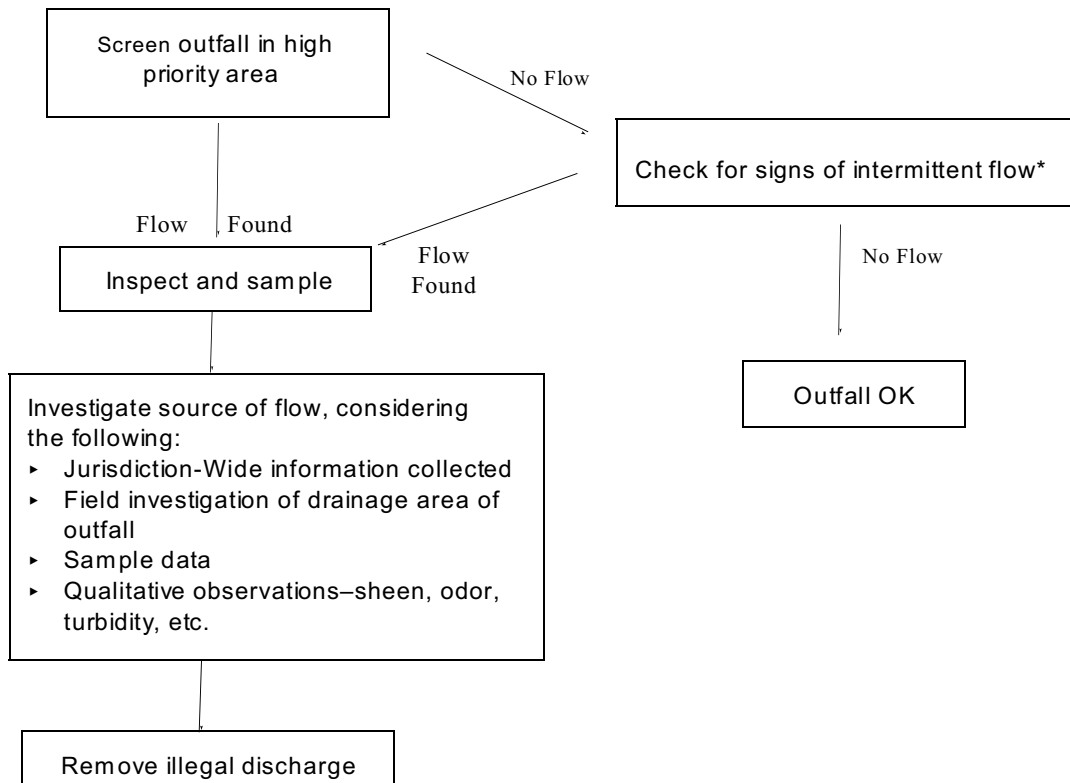 Screen outfall in high
priority area
No Flow
Check for signs of intermittent flow*
Flow Found
Flow
Found
No Flow
Inspect and sample
Outfall OK
Investigate source of flow, considering
the following:
▸ Jurisdiction-Wide information collected
▸ Field investigation of drainage area of
outfall
▸ Sample data
▸ Qualitative observations–sheen, odor,
turbidity, etc.
Remove illegal discharge